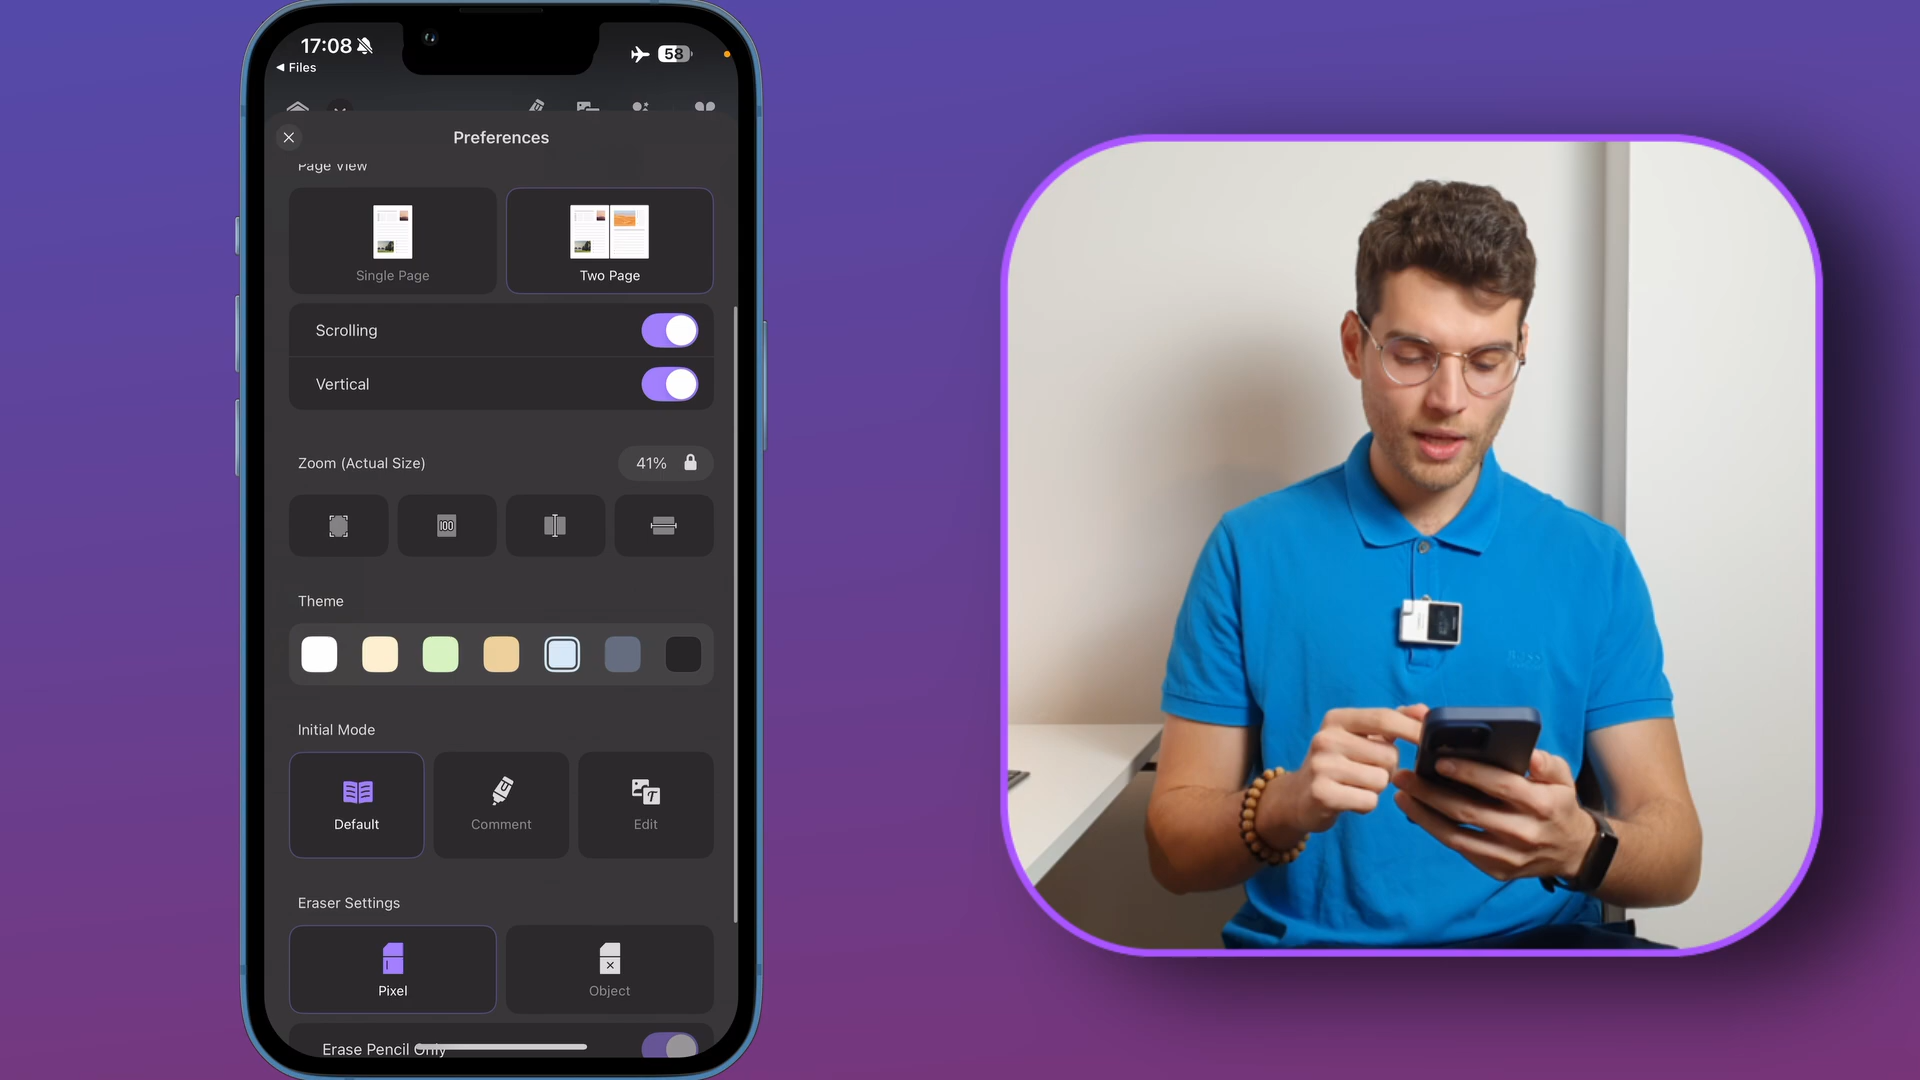 17:08
58
◀ Files
Preferences
Page View
Single Page
Two Page
Scrolling
Vertical
Zoom (Actual Size)
41%
100
Theme
Initial Mode
Default
Comment
Edit
Eraser Settings
Pixel
Object
Erase Pencil Only
BOSS